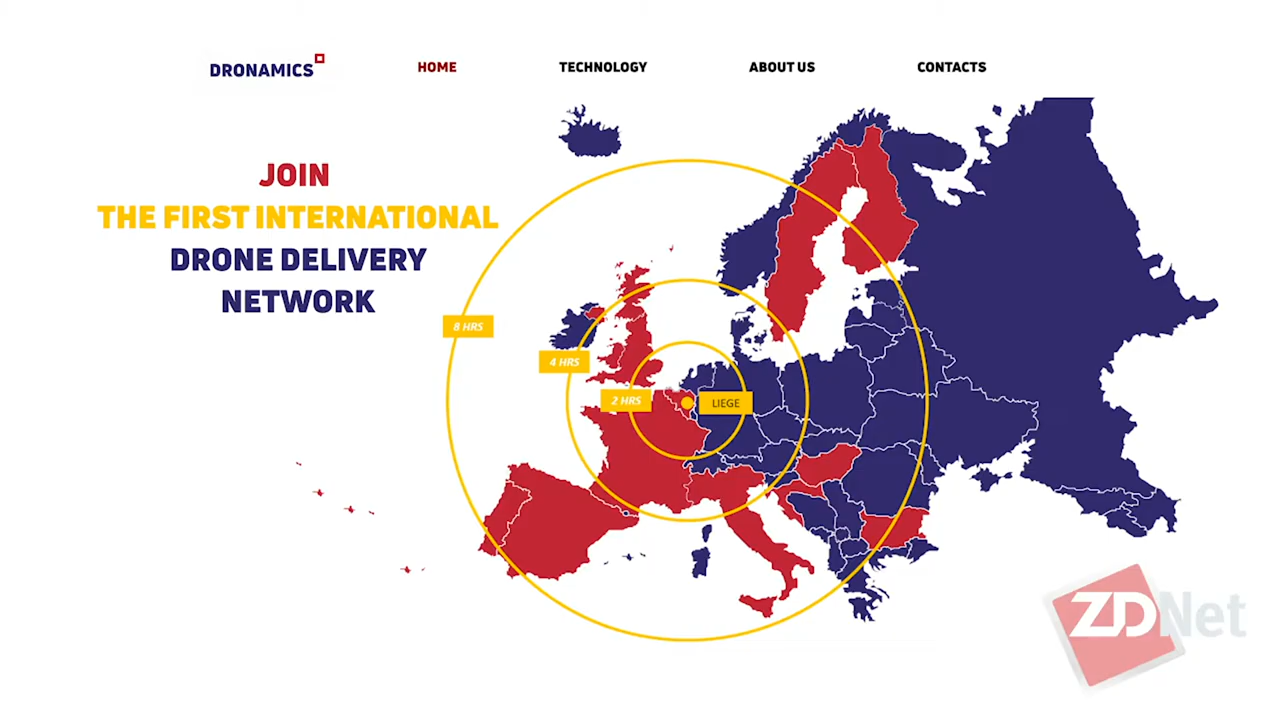 DRONAMICS
HOME
TECHNOLOGY
ABOUT US
CONTACTS
JOIN
THE FIRST INTERNATIONAL
DRONE DELIVERY
NETWORK
8 HRS
4 HRS
2 HRS
LIEGE
ZDNet